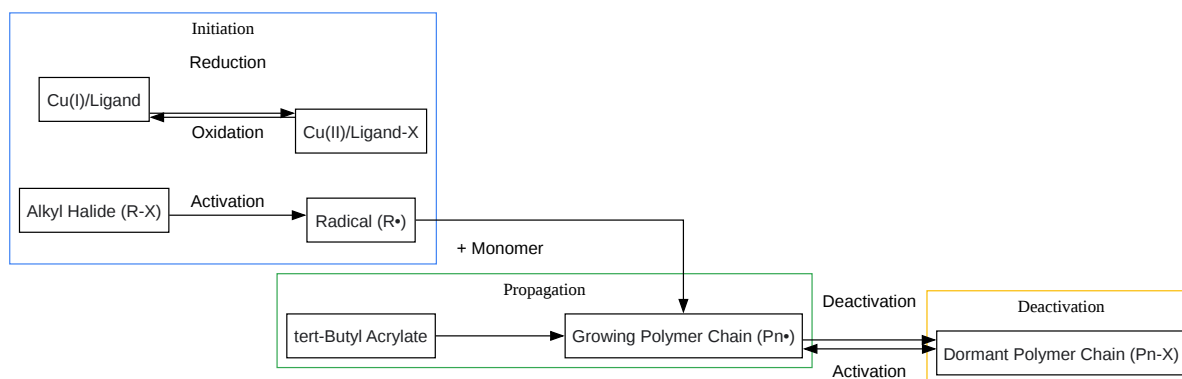 Initiation
Reduction
Cu(I)/Ligand
Oxidation
Cu(II)/Ligand-X
Alkyl Halide (R-X)
Activation
Radical (R•)
+ Monomer
Propagation
tert-Butyl Acrylate
Growing Polymer Chain (Pn•)
Deactivation
Activation
Deactivation
Dormant Polymer Chain (Pn-X)